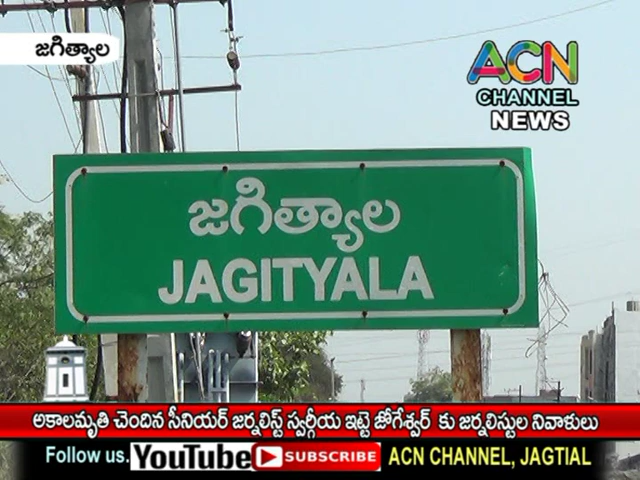 జగిత్యాల
ACN
CHANNEL
NEWS
జగిత్యాల
JAGITYALA
అకాలమృతి చెందిన సీనియర్ జర్నలిస్ట్ స్వర్గీయ ఇట్టె జోగేశ్వర్ కు జర్నలిస్టుల నివాళులు
Follow us. YouTube SUBSCRIBE ACN CHANNEL, JAGTIAL